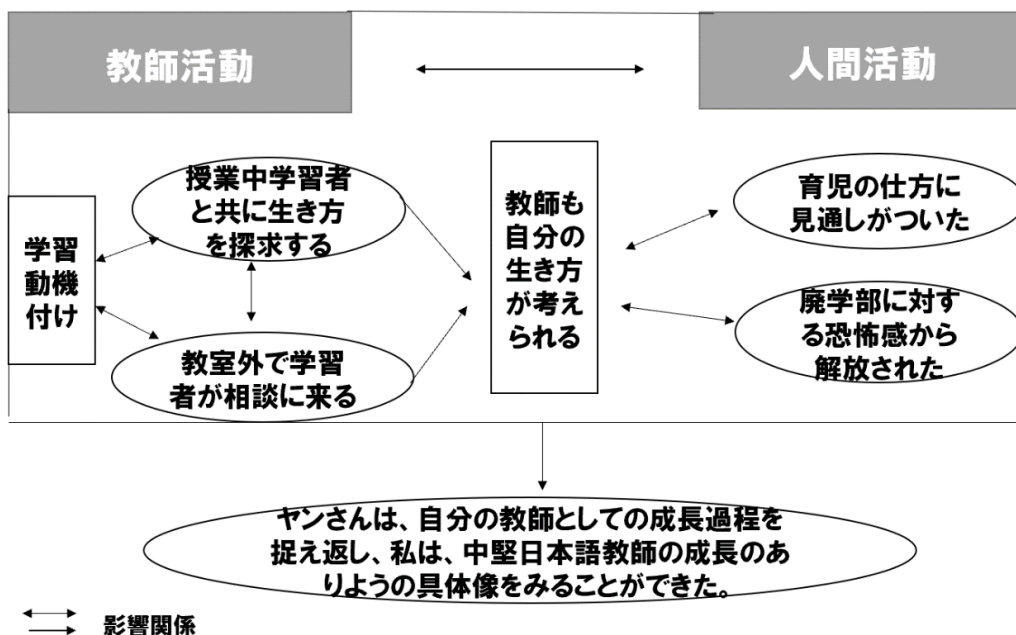 教師活動
人間活動
学習
動機
付け
授業中学習者
と共に生き方
を探求する
教室外で学習
者が相談に来る
教師も
自分の
生き方
が考え
られる
育児の仕方に
見通しがついた
廃学部に対す
る恐怖感から
解放された
ヤンさんは、自分の教師としての成長過程を
捉え返し、私は、中堅日本語教師の成長のあ
りようの具体像をみることができた。
影響関係